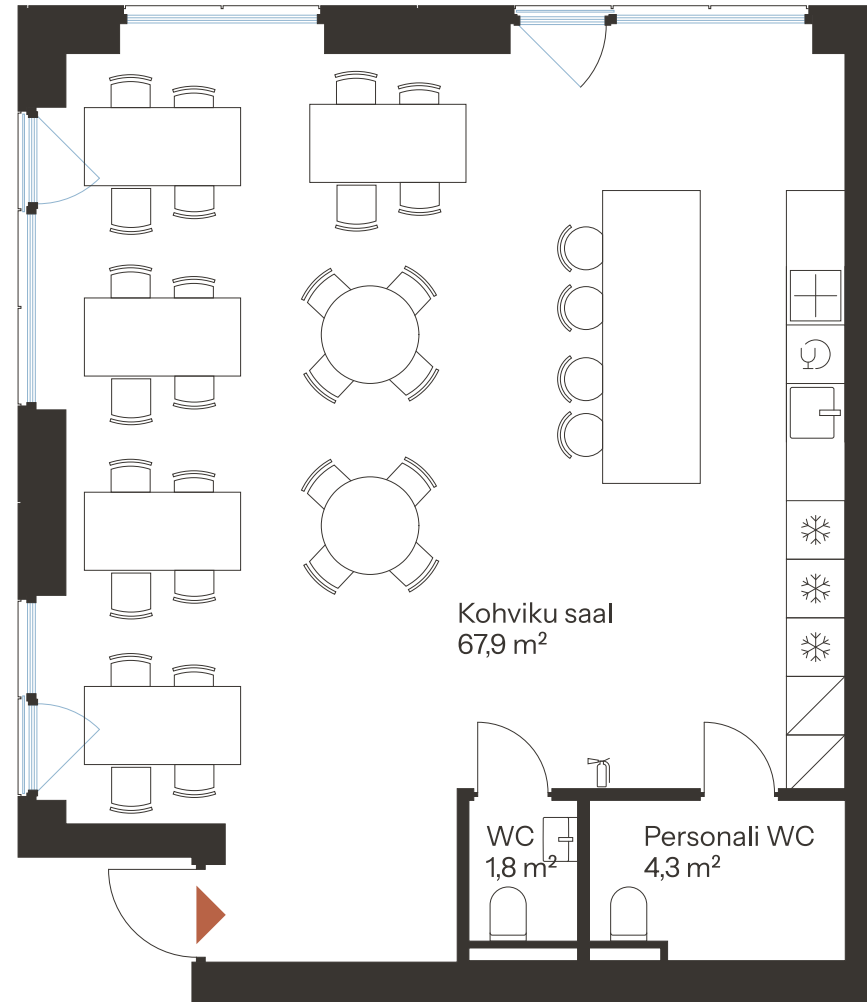 Kohviku saal
67,9 m²
WC
1,8 m²
Personali WC
4,3 m²